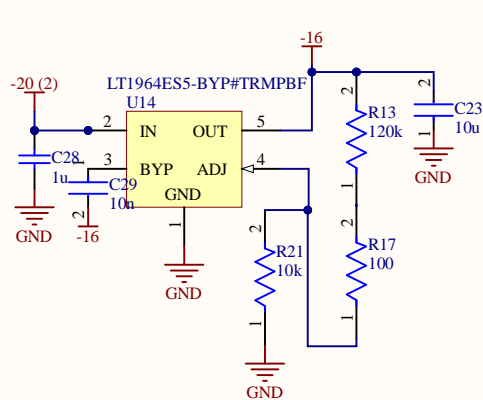 -16
-20 (2)
LT1964ES5-BYP#TRMPBF
U14
2 IN OUT 5
3 BYP ADJ 4
GND
1
C28
1u
GND
1
C29
10n
2
-16
GND
2
R13
120k
1
2
C23
10u
1
GND
2
R21
10k
1
GND
2
R17
100
1